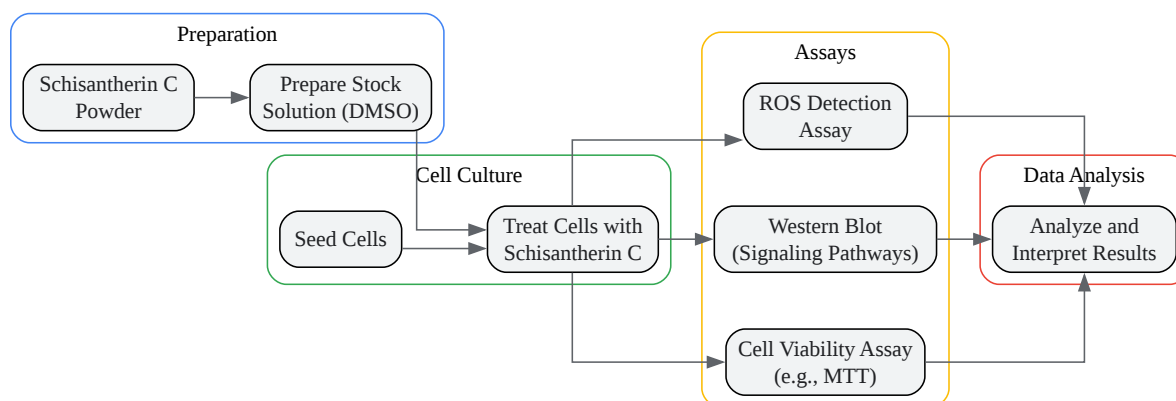 Preparation
Schisantherin C
Powder
Prepare Stock
Solution (DMSO)
Cell Culture
Seed Cells
Treat Cells with
Schisantherin C
Assays
ROS Detection
Assay
Western Blot
(Signaling Pathways)
Cell Viability Assay
(e.g., MTT)
Data Analysis
Analyze and
Interpret Results